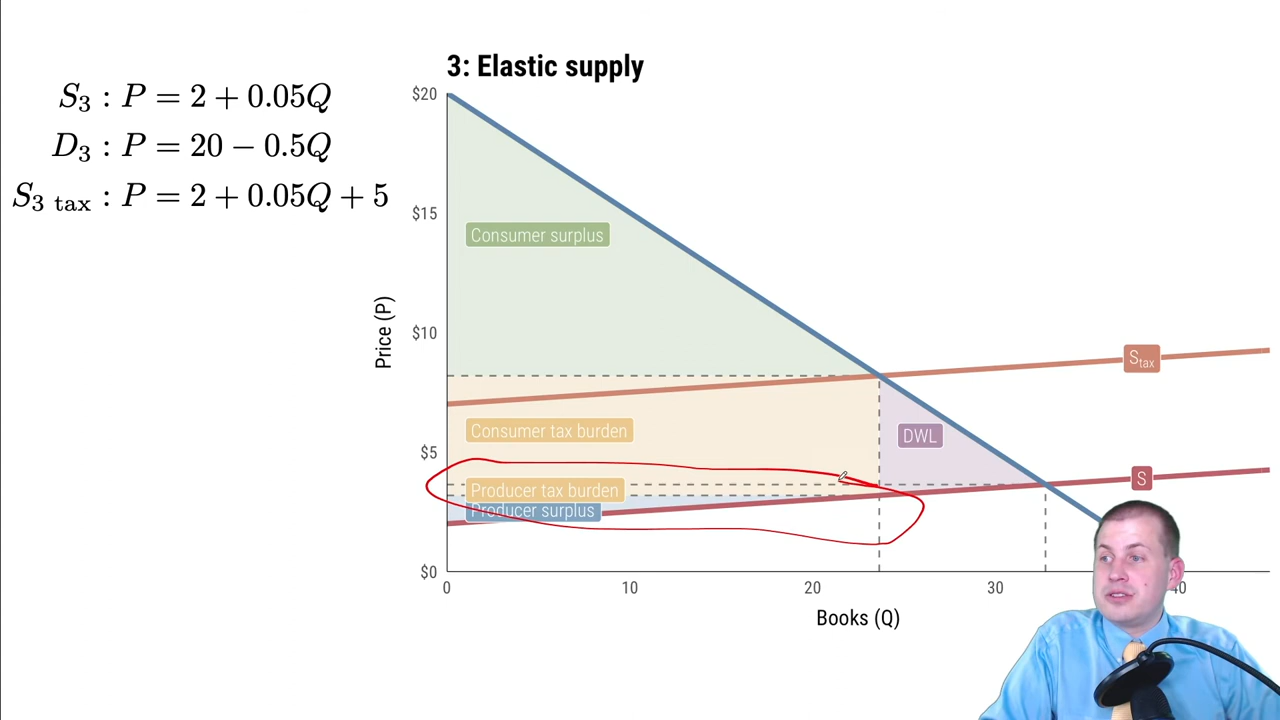 3: Elastic supply
S₃ : P = 2 + 0.05Q
D₃ : P = 20 − 0.5Q
S₃ tax : P = 2 + 0.05Q + 5
$20
$15
$10
$5
$0
Price (P)
Consumer surplus
Consumer tax burden
Producer tax burden
Producer surplus
DWL
Stax
S
0
10
20
30
40
Books (Q)